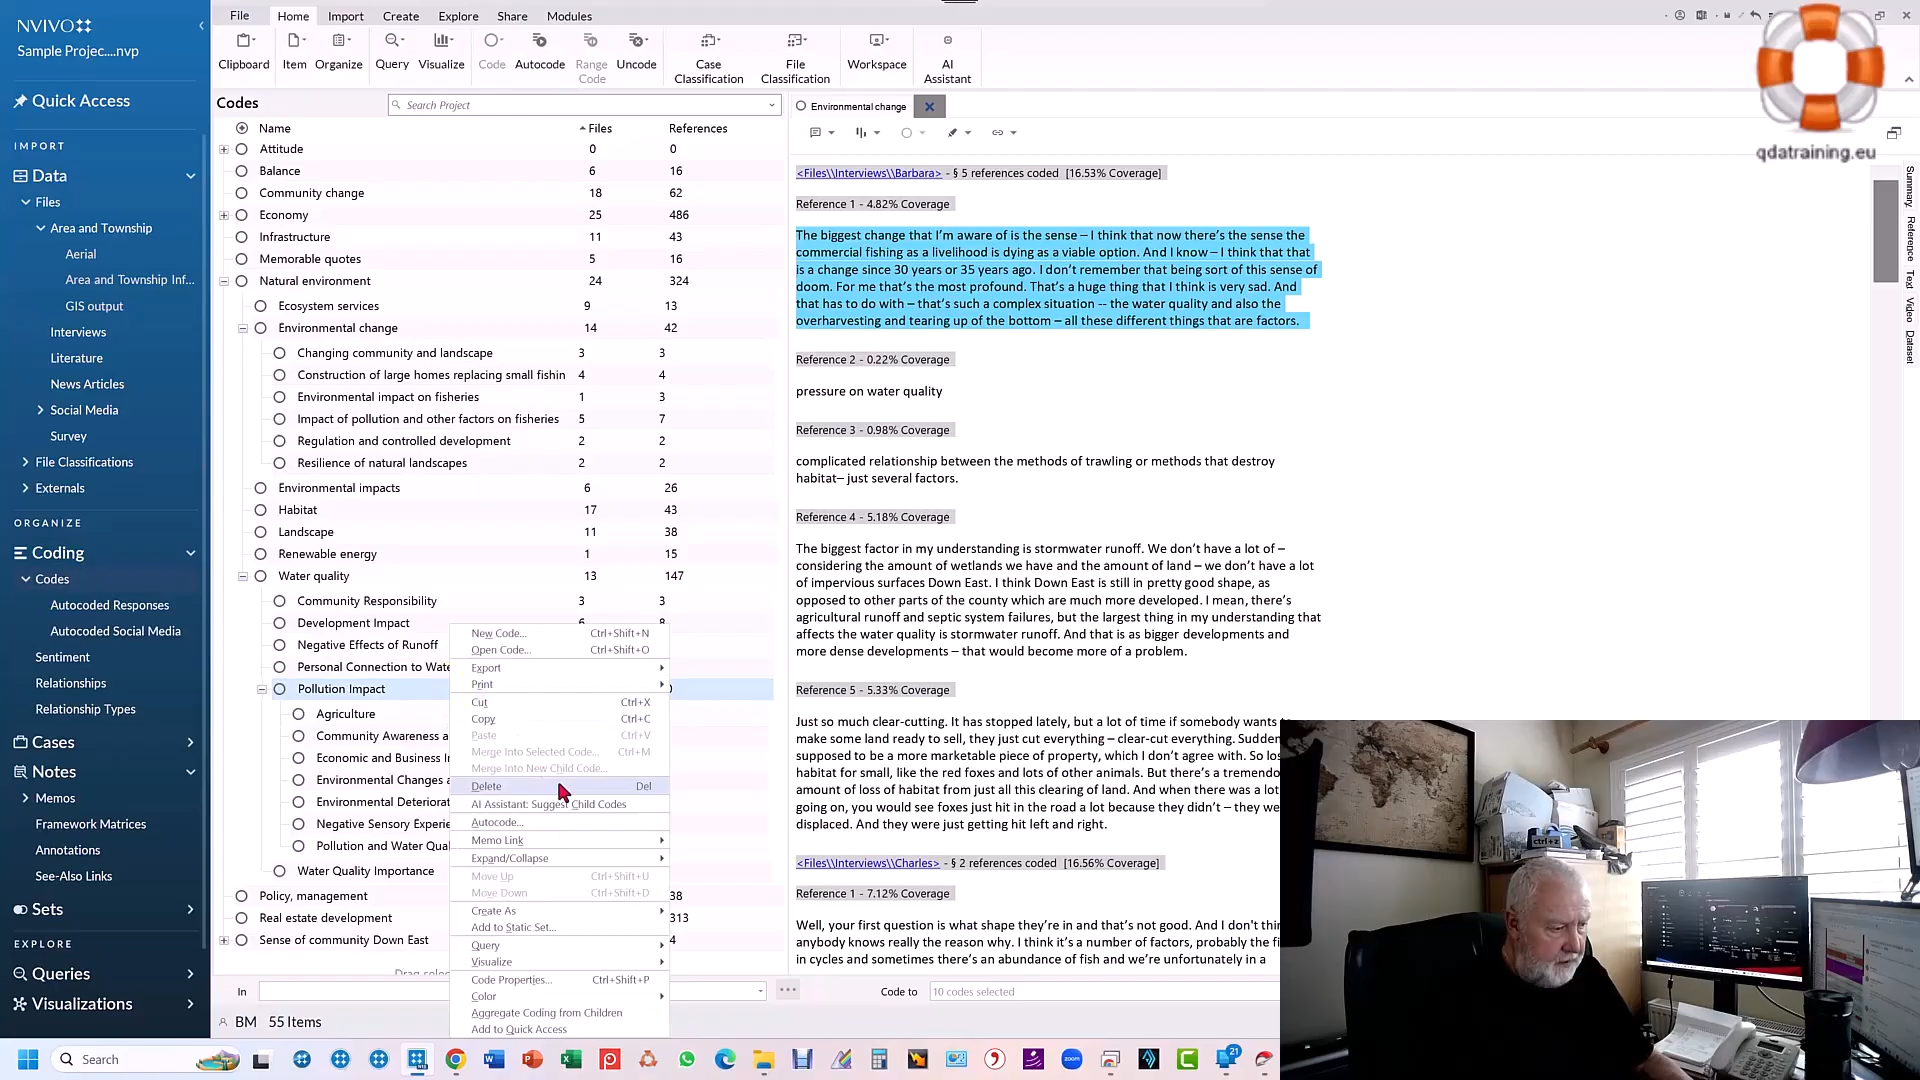 NVIVO
Sample Projec....nvp
Quick Access
IMPORT
Data
Files
Area and Township
Aerial
Area and Township Inf...
GIS output
Interviews
Literature
News Articles
Social Media
Survey
File Classifications
Externals
ORGANIZE
Coding
Codes
Autocoded Responses
Autocoded Social Media
Sentiment
Relationships
Relationship Types
Cases
Notes
Memos
Framework Matrices
Annotations
See-Also Links
Sets
EXPLORE
Queries
Visualizations
File Home Import Create Explore Share Modules
Clipboard Item Organize Query Visualize Code Autocode Range Code Uncode Case Classification File Classification Workspace AI Assistant
Codes
Search Project
Name Files References
Attitude 0 0
Balance 6 16
Community change 18 62
Economy 25 486
Infrastructure 11 43
Memorable quotes 5 16
Natural environment 24 324
Ecosystem services 9 13
Environmental change 14 42
Changing community and landscape 3 3
Construction of large homes replacing small fishin 4 4
Environmental impact on fisheries 1 3
Impact of pollution and other factors on fisheries 5 7
Regulation and controlled development 2 2
Resilience of natural landscapes 2 2
Environmental impacts 6 26
Habitat 17 43
Landscape 11 38
Renewable energy 1 15
Water quality 13 147
Community Responsibility 3 3
Development Impact 6 8
Negative Effects of Runoff
Personal Connection to Wate
Pollution Impact
Agriculture
Community Awareness a
Economic and Business I
Environmental Changes a
Environmental Deteriorat
Negative Sensory Experie
Pollution and Water Qual
Water Quality Importance
Policy, management 38
Real estate development 313
Sense of community Down East 4
Drag selec
New Code... Ctrl+Shift+N
Open Code... Ctrl+Shift+O
Export
Print
Cut Ctrl+X
Copy Ctrl+C
Paste Ctrl+V
Merge Into Selected Code... Ctrl+M
Merge Into New Child Code...
Delete Del
AI Assistant: Suggest Child Codes
Autocode...
Memo Link
Expand/Collapse
Move Up Ctrl+Shift+U
Move Down Ctrl+Shift+D
Create As
Add to Static Set...
Query
Visualize
Code Properties... Ctrl+Shift+P
Color
Aggregate Coding from Children
Add to Quick Access
In
Code to 10 codes selected
BM 55 Items
Environmental change
<Files\\Interviews\\Barbara> - § 5 references coded [16.53% Coverage]
Reference 1 - 4.82% Coverage
The biggest change that I'm aware of is the sense – I think that now there's the sense the
commercial fishing as a livelihood is dying as a viable option. And I know – I think that that
is a change since 30 years or 35 years ago. I don't remember that being sort of this sense of
doom. For me that's the most profound. That's a huge thing that I think is very sad. And
that has to do with – that's such a complex situation -- the water quality and also the
overharvesting and tearing up of the bottom – all these different things that are factors.
Reference 2 - 0.22% Coverage
pressure on water quality
Reference 3 - 0.98% Coverage
complicated relationship between the methods of trawling or methods that destroy
habitat– just several factors.
Reference 4 - 5.18% Coverage
The biggest factor in my understanding is stormwater runoff. We don't have a lot of –
considering the amount of wetlands we have and the amount of land – we don't have a lot
of impervious surfaces Down East. I think Down East is still in pretty good shape, as
opposed to other parts of the county which are much more developed. I mean, there's
agricultural runoff and septic system failures, but the largest thing in my understanding that
affects the water quality is stormwater runoff. And that is as bigger developments and
more dense developments – that would become more of a problem.
Reference 5 - 5.33% Coverage
Just so much clear-cutting. It has stopped lately, but a lot of time if somebody wants
make some land ready to sell, they just cut everything – clear-cut everything. Sudden
supposed to be a more marketable piece of property, which I don't agree with. So los
habitat for small, like the red foxes and lots of other animals. But there's a tremendo
amount of loss of habitat from just all this clearing of land. And when there was a lot
going on, you would see foxes just hit in the road a lot because they didn't – they we
displaced. And they were just getting hit left and right.
<Files\\Interviews\\Charles> - § 2 references coded [16.56% Coverage]
Reference 1 - 7.12% Coverage
Well, your first question is what shape they're in and that's not good. And I don't thin
anybody knows really the reason why. I think it's a number of factors, probably the fi
in cycles and sometimes there's an abundance of fish and we're unfortunately in a
Summary
Reference
Text
Video
Dataset
qdatraining.eu
ctrl+z
Search
21